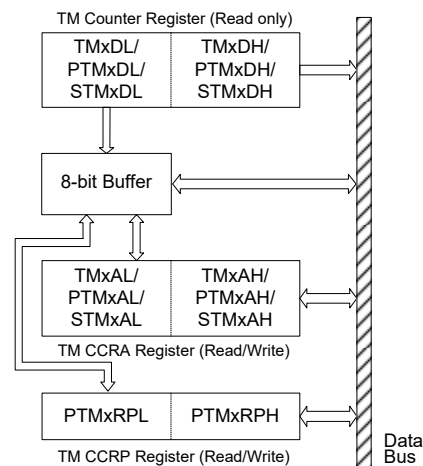 TM Counter Register (Read only)
TMxDL/ TMxDH/
PTMxDL/ PTMxDH/
STMxDL STMxDH
8-bit Buffer
TMxAL/ TMxAH/
PTMxAL/ PTMxAH/
STMxAL STMxAH
TM CCRA Register (Read/Write)
PTMxRPL PTMxRPH
TM CCRP Register (Read/Write)
Data
Bus